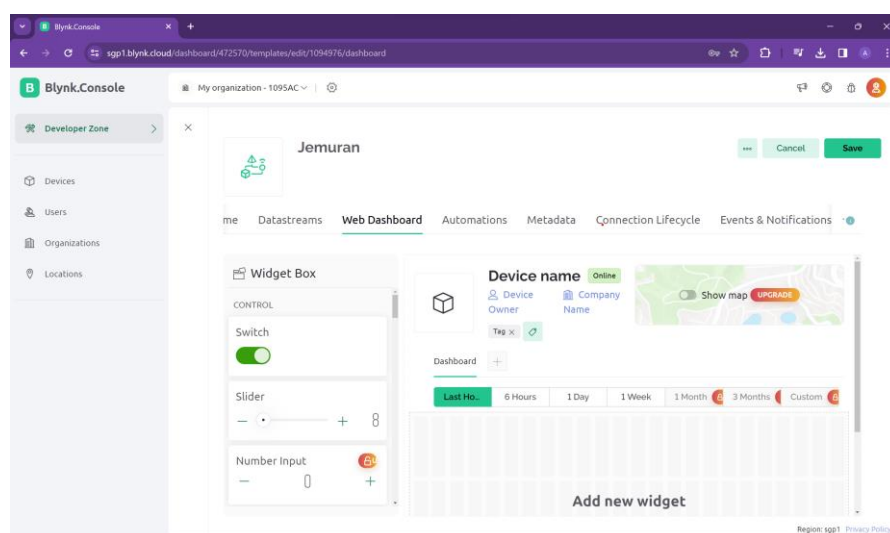 Blynk.Console
sgp1.blynk.cloud/dashboard/472570/templates/edit/1094976/dashboard
B Blynk.Console
My organization - 1095AC
Developer Zone
Devices
Users
Organizations
Locations
Jemuran
Cancel
Save
me Datastreams Web Dashboard Automations Metadata Connection Lifecycle Events & Notifications
Widget Box
CONTROL
Switch
Slider
8
Number Input
0
Device name Online
Device Owner
Company Name
Show map UPGRADE
Tag
Dashboard
Last Ho... 6 Hours 1 Day 1 Week 1 Month 3 Months Custom
Add new widget
Region: sgp1 Privacy Policy